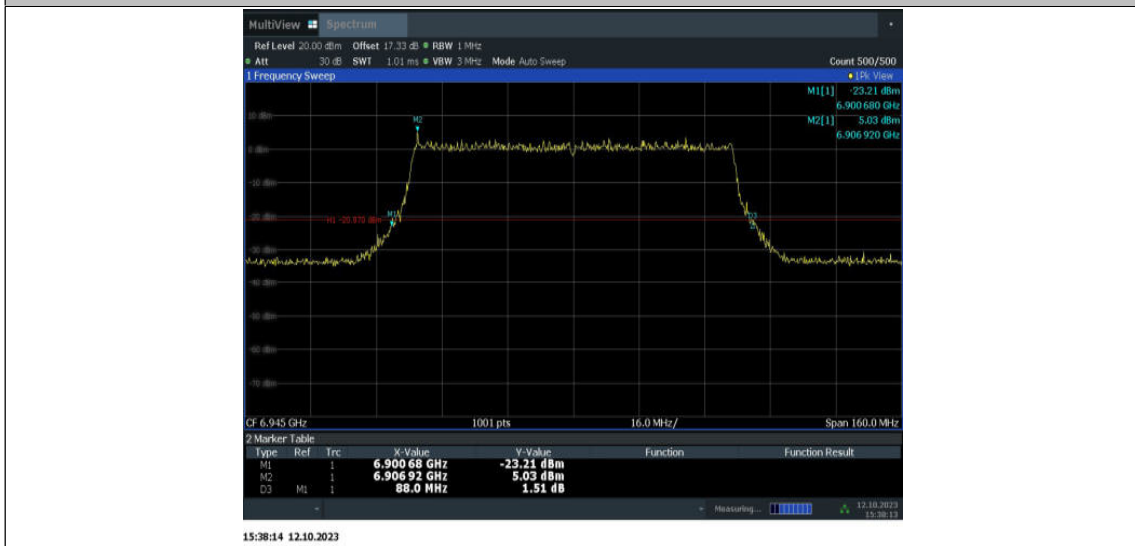 MultiView Spectrum
Ref Level 20.00 dBm Offset 17.33 dB RBW 1 MHz
Att 30 dB SWT 1.01 ms VBW 3 MHz Mode Auto Sweep Count 500/500
1 Frequency Sweep 1Pk View
M1[1] -23.21 dBm
6.900 680 GHz
M2[1] 5.03 dBm
6.906 920 GHz
10 dBm
M2
0 dBm
-10 dBm
-20 dBm
H1 -20.970 dBm
M1
D3
-30 dBm
-40 dBm
-50 dBm
-60 dBm
-70 dBm
CF 6.945 GHz 1001 pts 16.0 MHz/ Span 160.0 MHz
2 Marker Table
Type Ref Trc X-Value Y-Value Function Function Result
M1 1 6.900 68 GHz -23.21 dBm
M2 1 6.906 92 GHz 5.03 dBm
D3 M1 1 88.0 MHz 1.51 dB
Measuring... 12.10.2023
15:38:13
15:38:14 12.10.2023